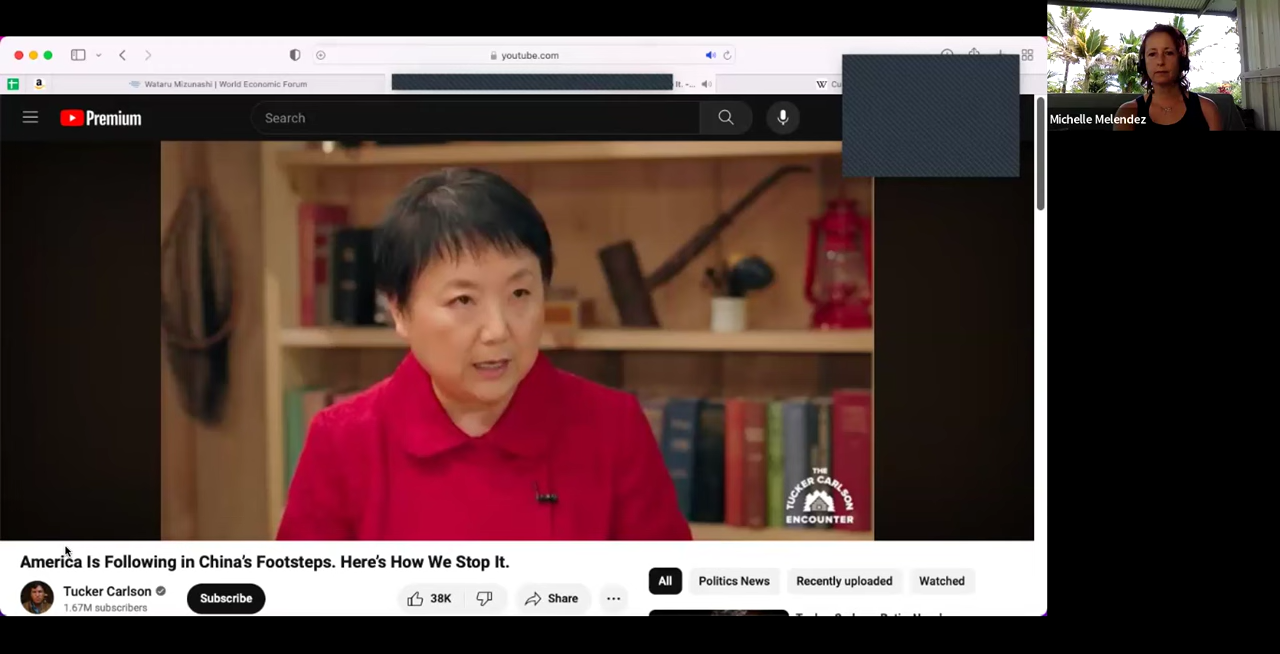 youtube.com
a
Wataru Mizunashi | World Economic Forum
It. -...
W
Cu
Michelle Melendez
Premium
Search
THE
TUCKER CARLSON
ENCOUNTER
America Is Following in China's Footsteps. Here's How We Stop It.
Tucker Carlson
1.67M subscribers
Subscribe
38K
Share
...
All
Politics News
Recently uploaded
Watched